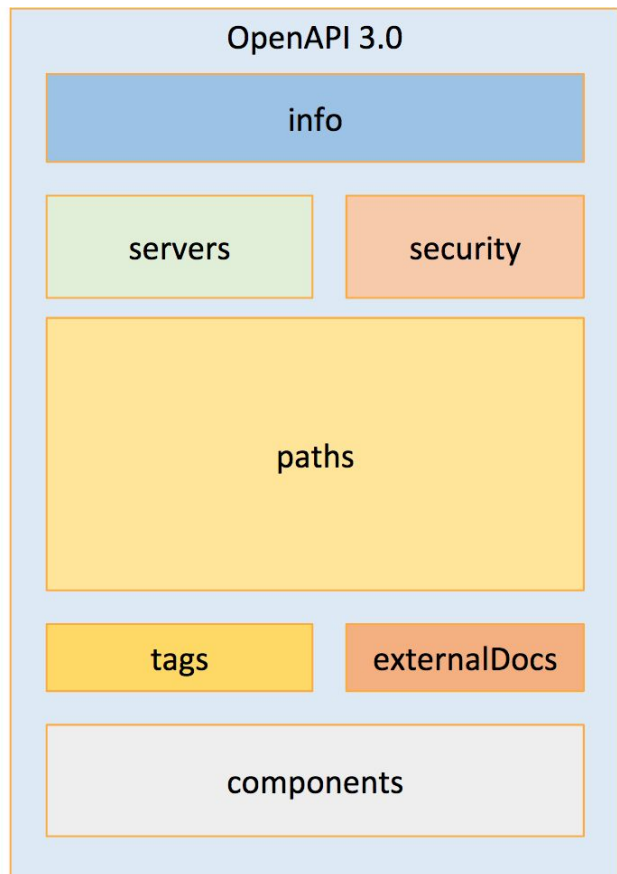 OpenAPI 3.0
info
servers
security
paths
tags
externalDocs
components